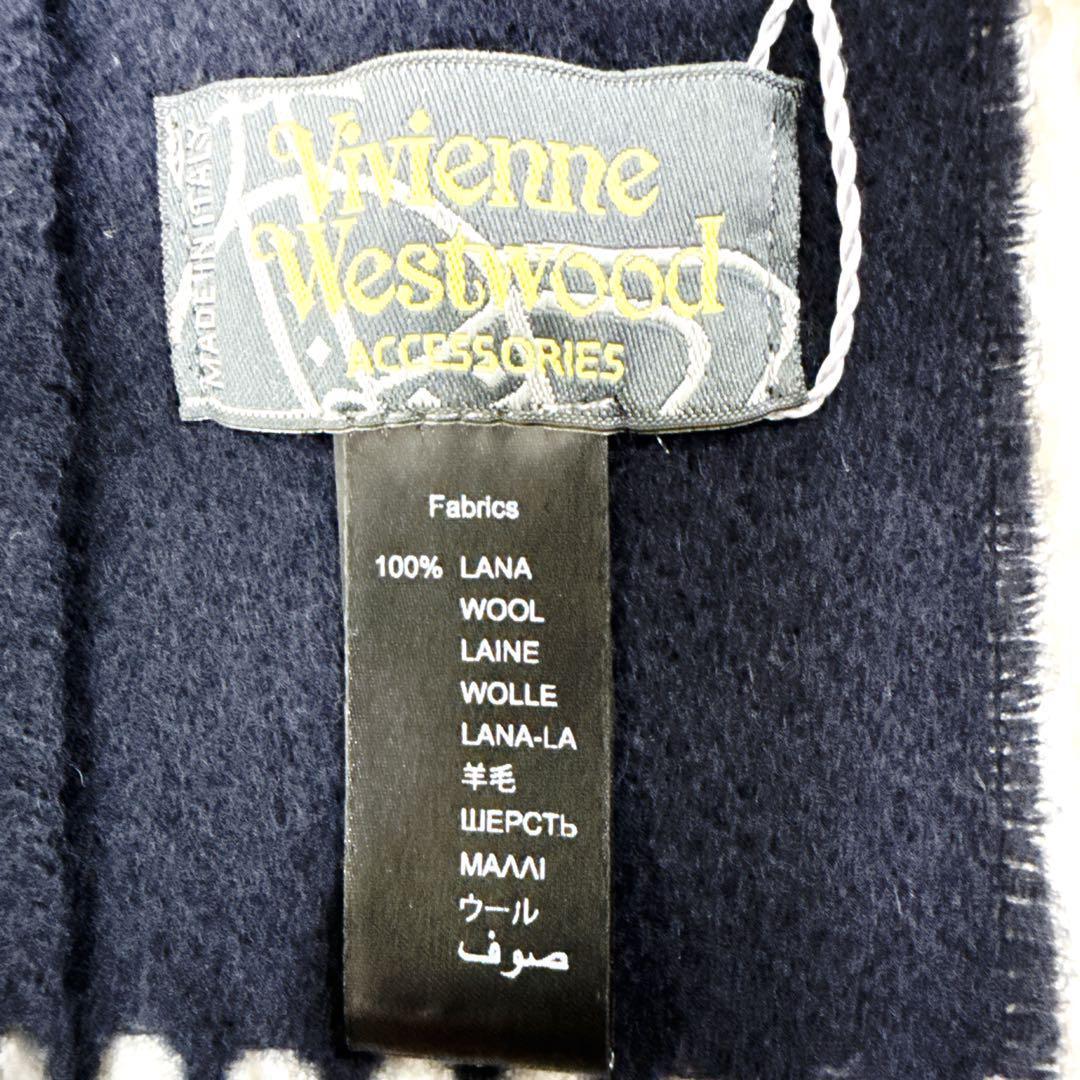 MADE IN ITALY
Vivienne
Westwood
ACCESSORIES
Fabrics
100% LANA
WOOL
LAINE
WOLLE
LANA-LA
羊毛
ШЕРСТЬ
ΜΑΛΛΙ
ウール
صوف